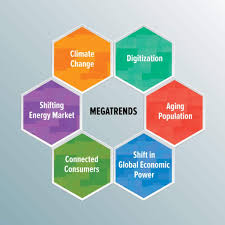 Climate
Change
Digitization
Shifting
Energy Market
MEGATRENDS
Aging
Population
Connected
Consumers
Shift in
Global Economic
Power